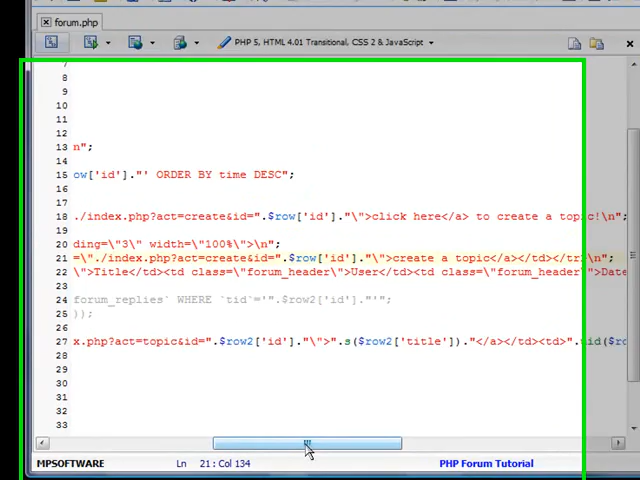 forum.php
PHP 5, HTML 4.01 Transitional, CSS 2 & JavaScript
7
8
9
10
11
12
13 n";
14
15 ow['id']."' ORDER BY time DESC";
16
17
18 ./index.php?act=create&id=".$row['id']."\">click here</a> to create a topic!\n";
19
20 ding=\"3\" width=\"100%\">\n";
21 =\"./index.php?act=create&id=".$row['id']."\">create a topic</a></td></tr>\n";
22 \">Title</td><td class=\"forum_header\">User</td><td class=\"forum_header\">Date
23
24 forum_replies` WHERE `tid`='".$row2['id']."'";
25 ));
26
27 x.php?act=topic&id=".$row2['id']."\">".s($row2['title'])."</a></td><td>".uid($ro
28
29
30
31
32
33
MPSOFTWARE Ln 21 : Col 134 PHP Forum Tutorial